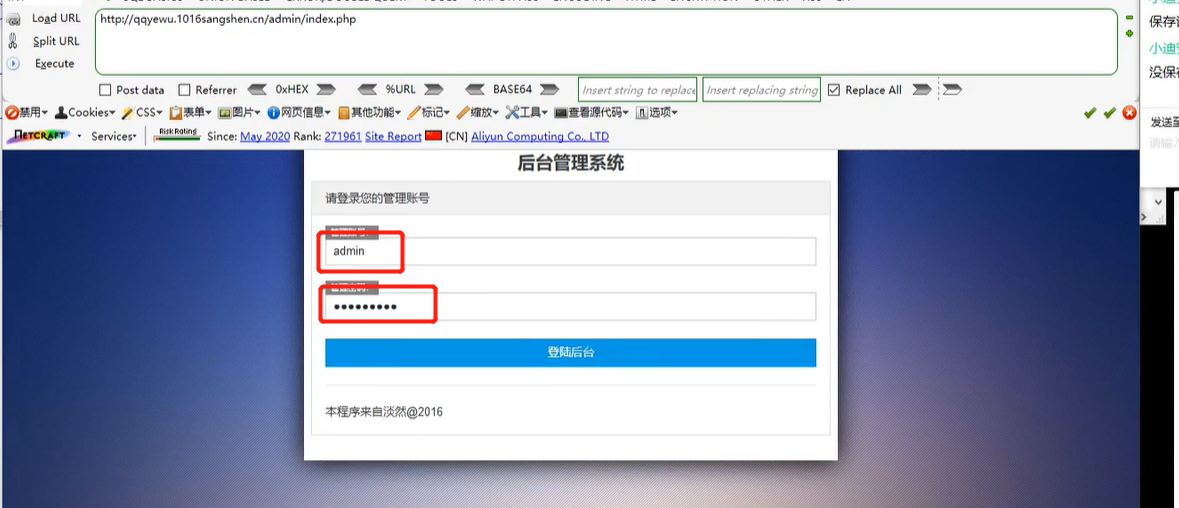 Load URL
http://qqyewu.1016sangshen.cn/admin/index.php
Split URL
Execute
Post data Referrer 0xHEX %URL BASE64 Insert string to replace Insert replacing string Replace All
禁用 Cookies CSS 表单 图片 网页信息 其他功能 标记 缩放 工具 查看源代码 选项
NETCRAFT Services Risk Rating Since: May 2020 Rank: 271961 Site Report [CN] Aliyun Computing Co., LTD
后台管理系统
请登录您的管理账号
admin
登陆后台
本程序来自淡然@2016
保存
小迪
没保存
发送至
请输入